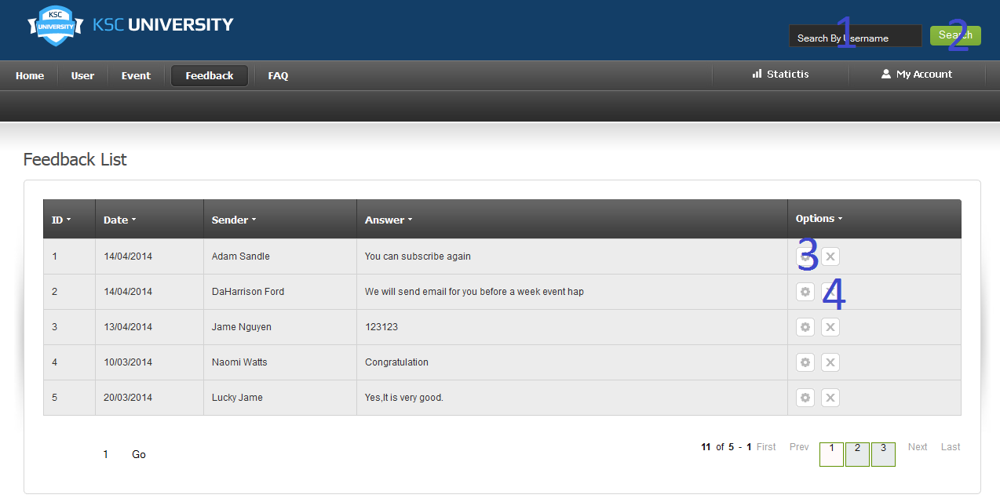 KSC
UNIVERSITY
KSC UNIVERSITY
Search By Username
1
Search
2
Home User Event Feedback FAQ Statictis My Account
Feedback List
ID Date Sender Answer Options
1 14/04/2014 Adam Sandle You can subscribe again 3 X
2 14/04/2014 DaHarrison Ford We will send email for you before a week event hap 4
3 13/04/2014 Jame Nguyen 123123 X
4 10/03/2014 Naomi Watts Congratulation X
5 20/03/2014 Lucky Jame Yes,It is very good. X
1 Go 11 of 5 - 1 First Prev 1 2 3 Next Last